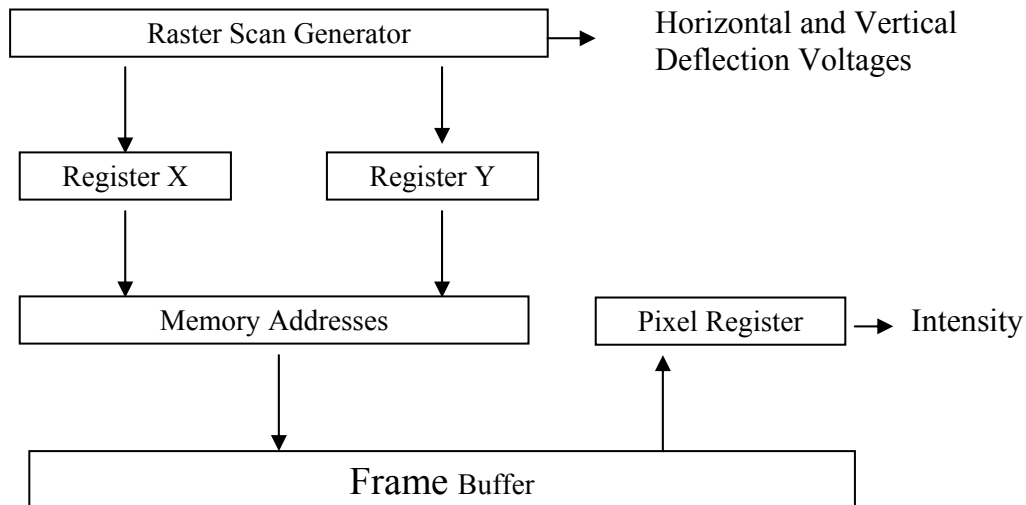 Raster Scan Generator
Horizontal and Vertical
Deflection Voltages
Register X
Register Y
Memory Addresses
Pixel Register
Intensity
Frame Buffer